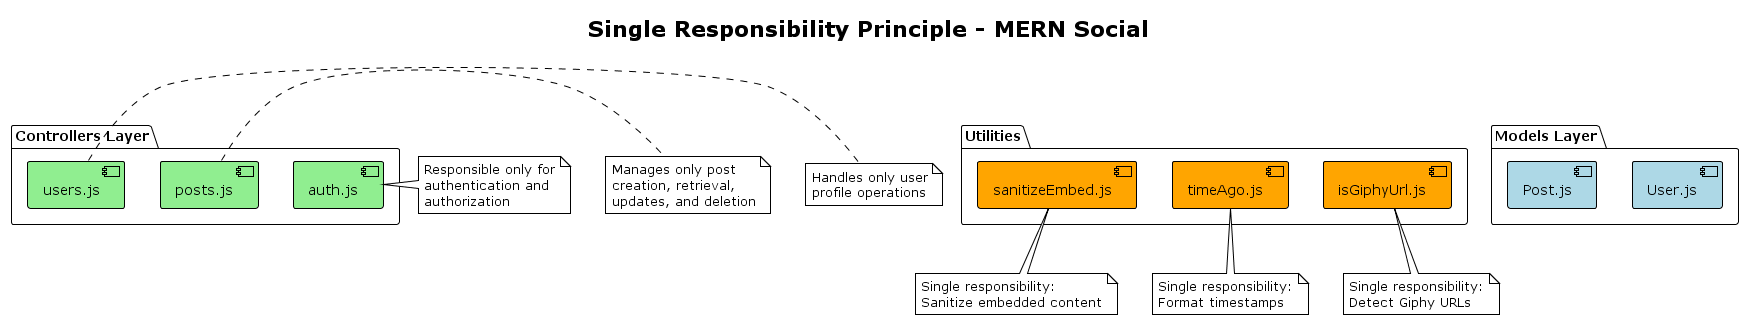 Single Responsibility Principle - MERN Social
Controllers Layer
users.js
posts.js
auth.js
Responsible only for
authentication and
authorization
Manages only post
creation, retrieval,
updates, and deletion
Handles only user
profile operations
Utilities
sanitizeEmbed.js
timeAgo.js
isGiphyUrl.js
Models Layer
Post.js
User.js
Single responsibility:
Sanitize embedded content
Single responsibility:
Format timestamps
Single responsibility:
Detect Giphy URLs